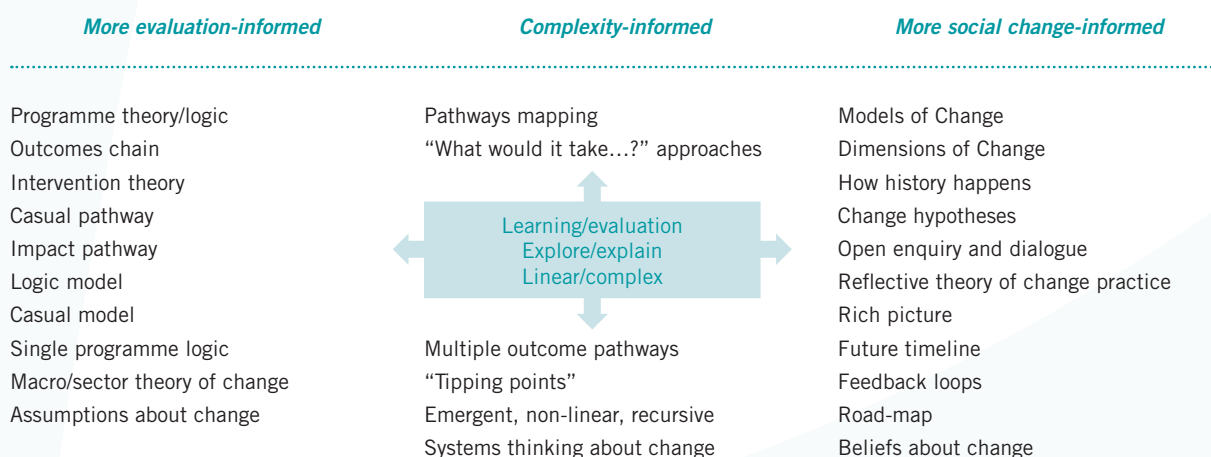 More evaluation-informed
Complexity-informed
More social change-informed
Programme theory/logic
Outcomes chain
Intervention theory
Casual pathway
Impact pathway
Logic model
Casual model
Single programme logic
Macro/sector theory of change
Assumptions about change
Pathways mapping
“What would it take…?” approaches
Learning/evaluation
Explore/explain
Linear/complex
Multiple outcome pathways
“Tipping points”
Emergent, non-linear, recursive
Systems thinking about change
Models of Change
Dimensions of Change
How history happens
Change hypotheses
Open enquiry and dialogue
Reflective theory of change practice
Rich picture
Future timeline
Feedback loops
Road-map
Beliefs about change